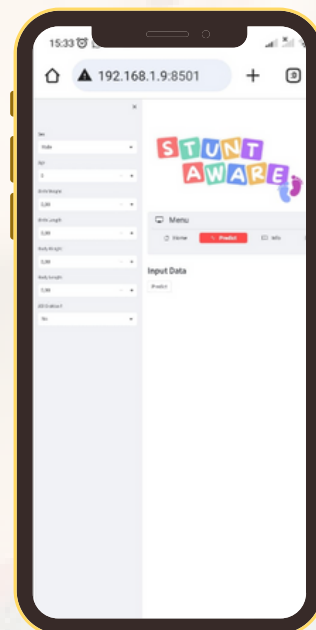 15:33
192.168.1.9:8501
:D
×
Sex
Male
Age
0
Birth Weight
0,00
Birth Length
0,00
Body Weight
0,00
Body Length
0,00
ASI Eksklusif
No
STUNT
AWARE
Menu
Home
Predict
Info
Input Data
Predict